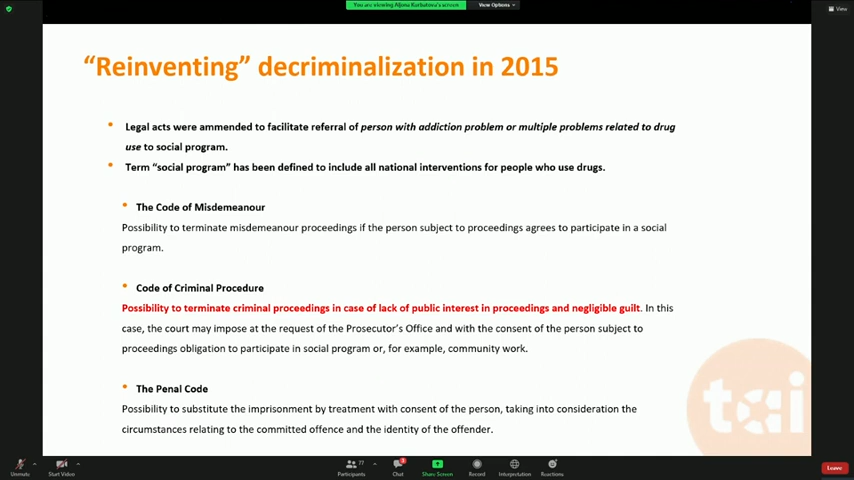 You are viewing Aljona Kurbatova's screen
View Options
View
“Reinventing” decriminalization in 2015
Legal acts were ammended to facilitate referral of person with addiction problem or multiple problems related to drug
use to social program.
Term “social program” has been defined to include all national interventions for people who use drugs.
The Code of Misdemeanour
Possibility to terminate misdemeanour proceedings if the person subject to proceedings agrees to participate in a social
program.
Code of Criminal Procedure
Possibility to terminate criminal proceedings in case of lack of public interest in proceedings and negligible guilt. In this
case, the court may impose at the request of the Prosecutor’s Office and with the consent of the person subject to
proceedings obligation to participate in social program or, for example, community work.
The Penal Code
Possibility to substitute the imprisonment by treatment with consent of the person, taking into consideration the
circumstances relating to the committed offence and the identity of the offender.
tai
Unmute
Start Video
Participants
77
Chat
Share Screen
Record
Interpretation
Reactions
Leave